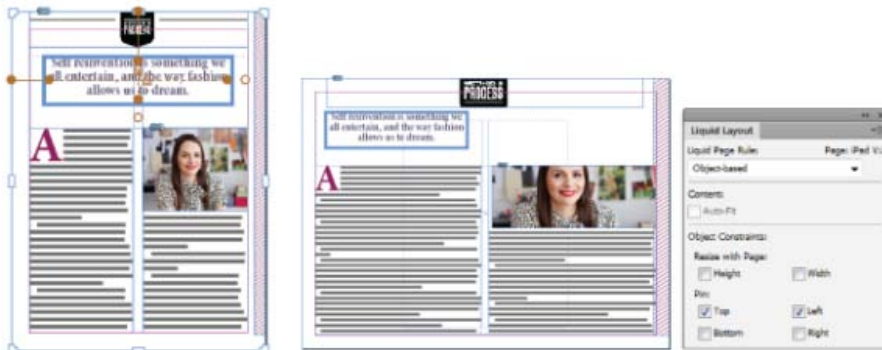 PROCESS
Self reinvention is something we
all entertain, and the way fashion
allows us to dream.
A
PROCESS
Self reinvention is something we
all entertain, and the way fashion
allows us to dream.
A
Liquid Layout
Liquid Page Rule:
Page: iPad V
Object-based
Content:
Auto-Fit
Object Constraints:
Resize with Page:
Height
Width
Pin:
Top
Left
Bottom
Right